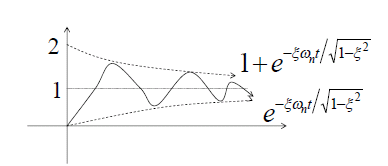 2
1+e^{-ξω_n t/√(1-ξ²)}
1
e^{-ξω_n t/√(1-ξ²)}